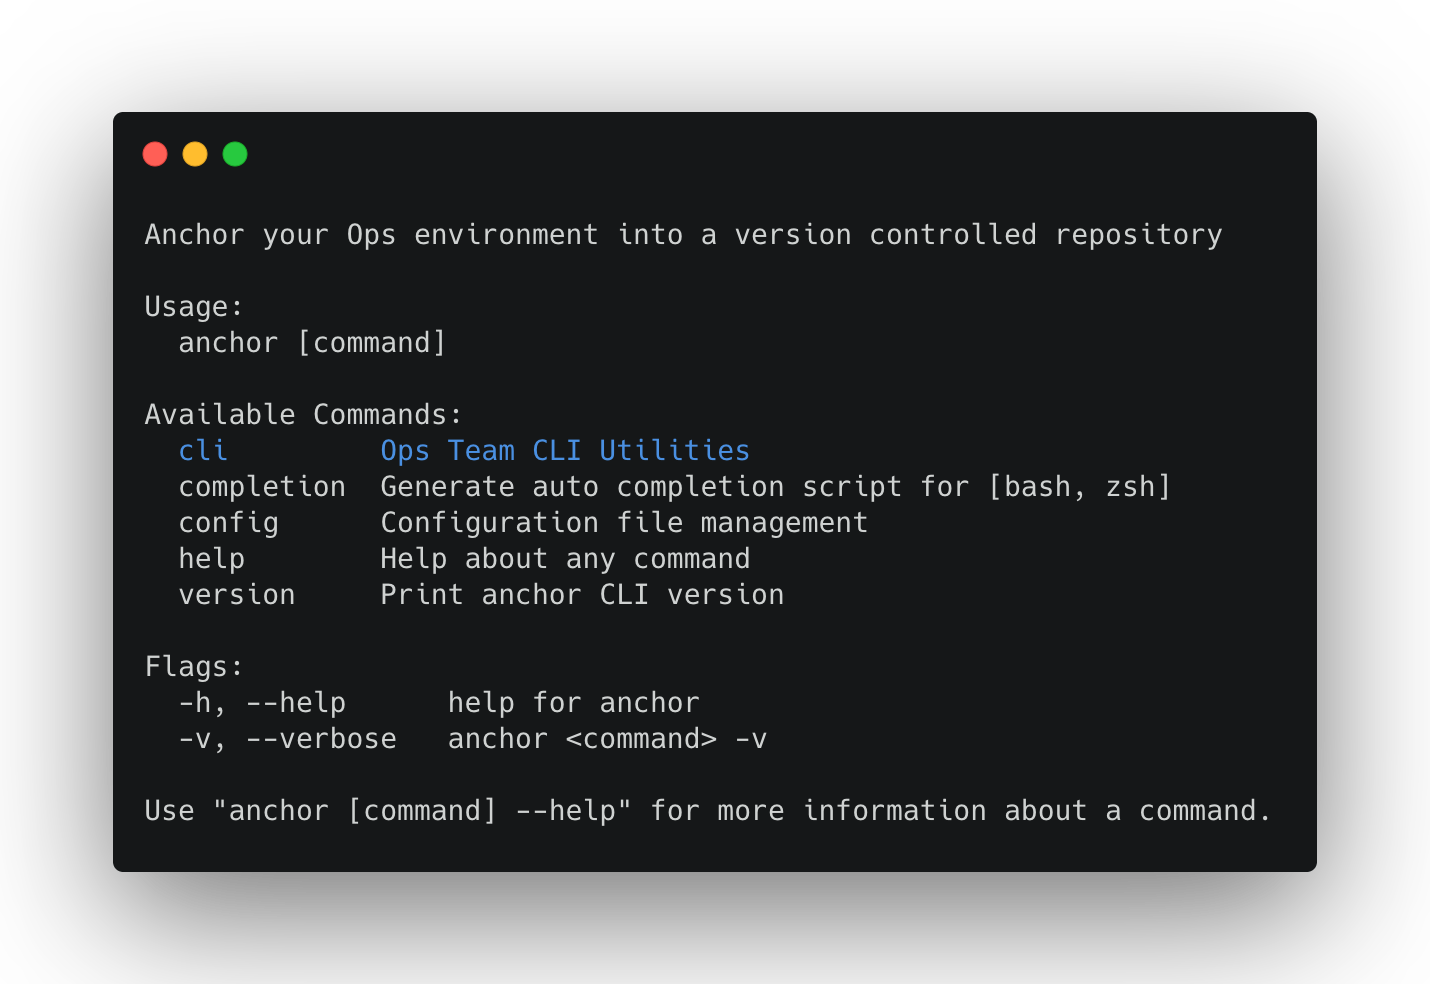 Anchor your Ops environment into a version controlled repository
Usage:
anchor [command]
Available Commands:
cli Ops Team CLI Utilities
completion Generate auto completion script for [bash, zsh]
config Configuration file management
help Help about any command
version Print anchor CLI version
Flags:
-h, --help help for anchor
-v, --verbose anchor <command> -v
Use "anchor [command] --help" for more information about a command.